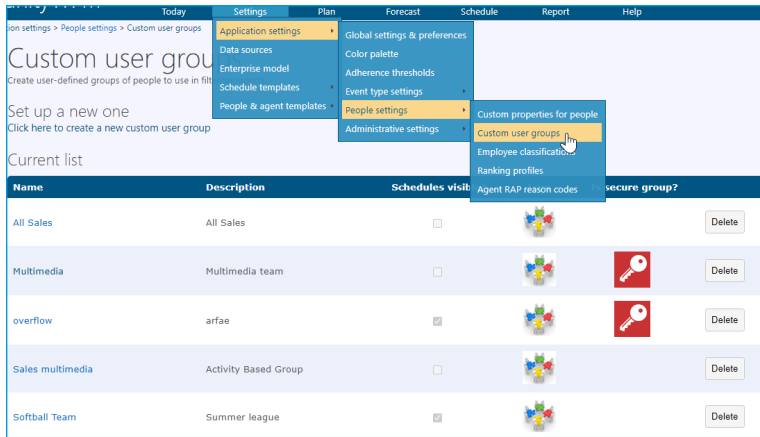 Today Settings Plan Forecast Schedule Report Help
ion settings > People settings > Custom user groups
Application settings
Global settings & preferences
Data sources
Color palette
Enterprise model
Adherence thresholds
Schedule templates
Event type settings
People & agent templates
People settings
Custom properties for people
Administrative settings
Custom user groups
Employee classifications
Ranking profiles
Agent RAP reason codes
Custom user grou
Create user-defined groups of people to use in filt
Set up a new one
Click here to create a new custom user group
Current list
Name Description Schedules visib secure group?
All Sales All Sales Delete
Multimedia Multimedia team Delete
overflow arfae Delete
Sales multimedia Activity Based Group Delete
Softball Team Summer league Delete